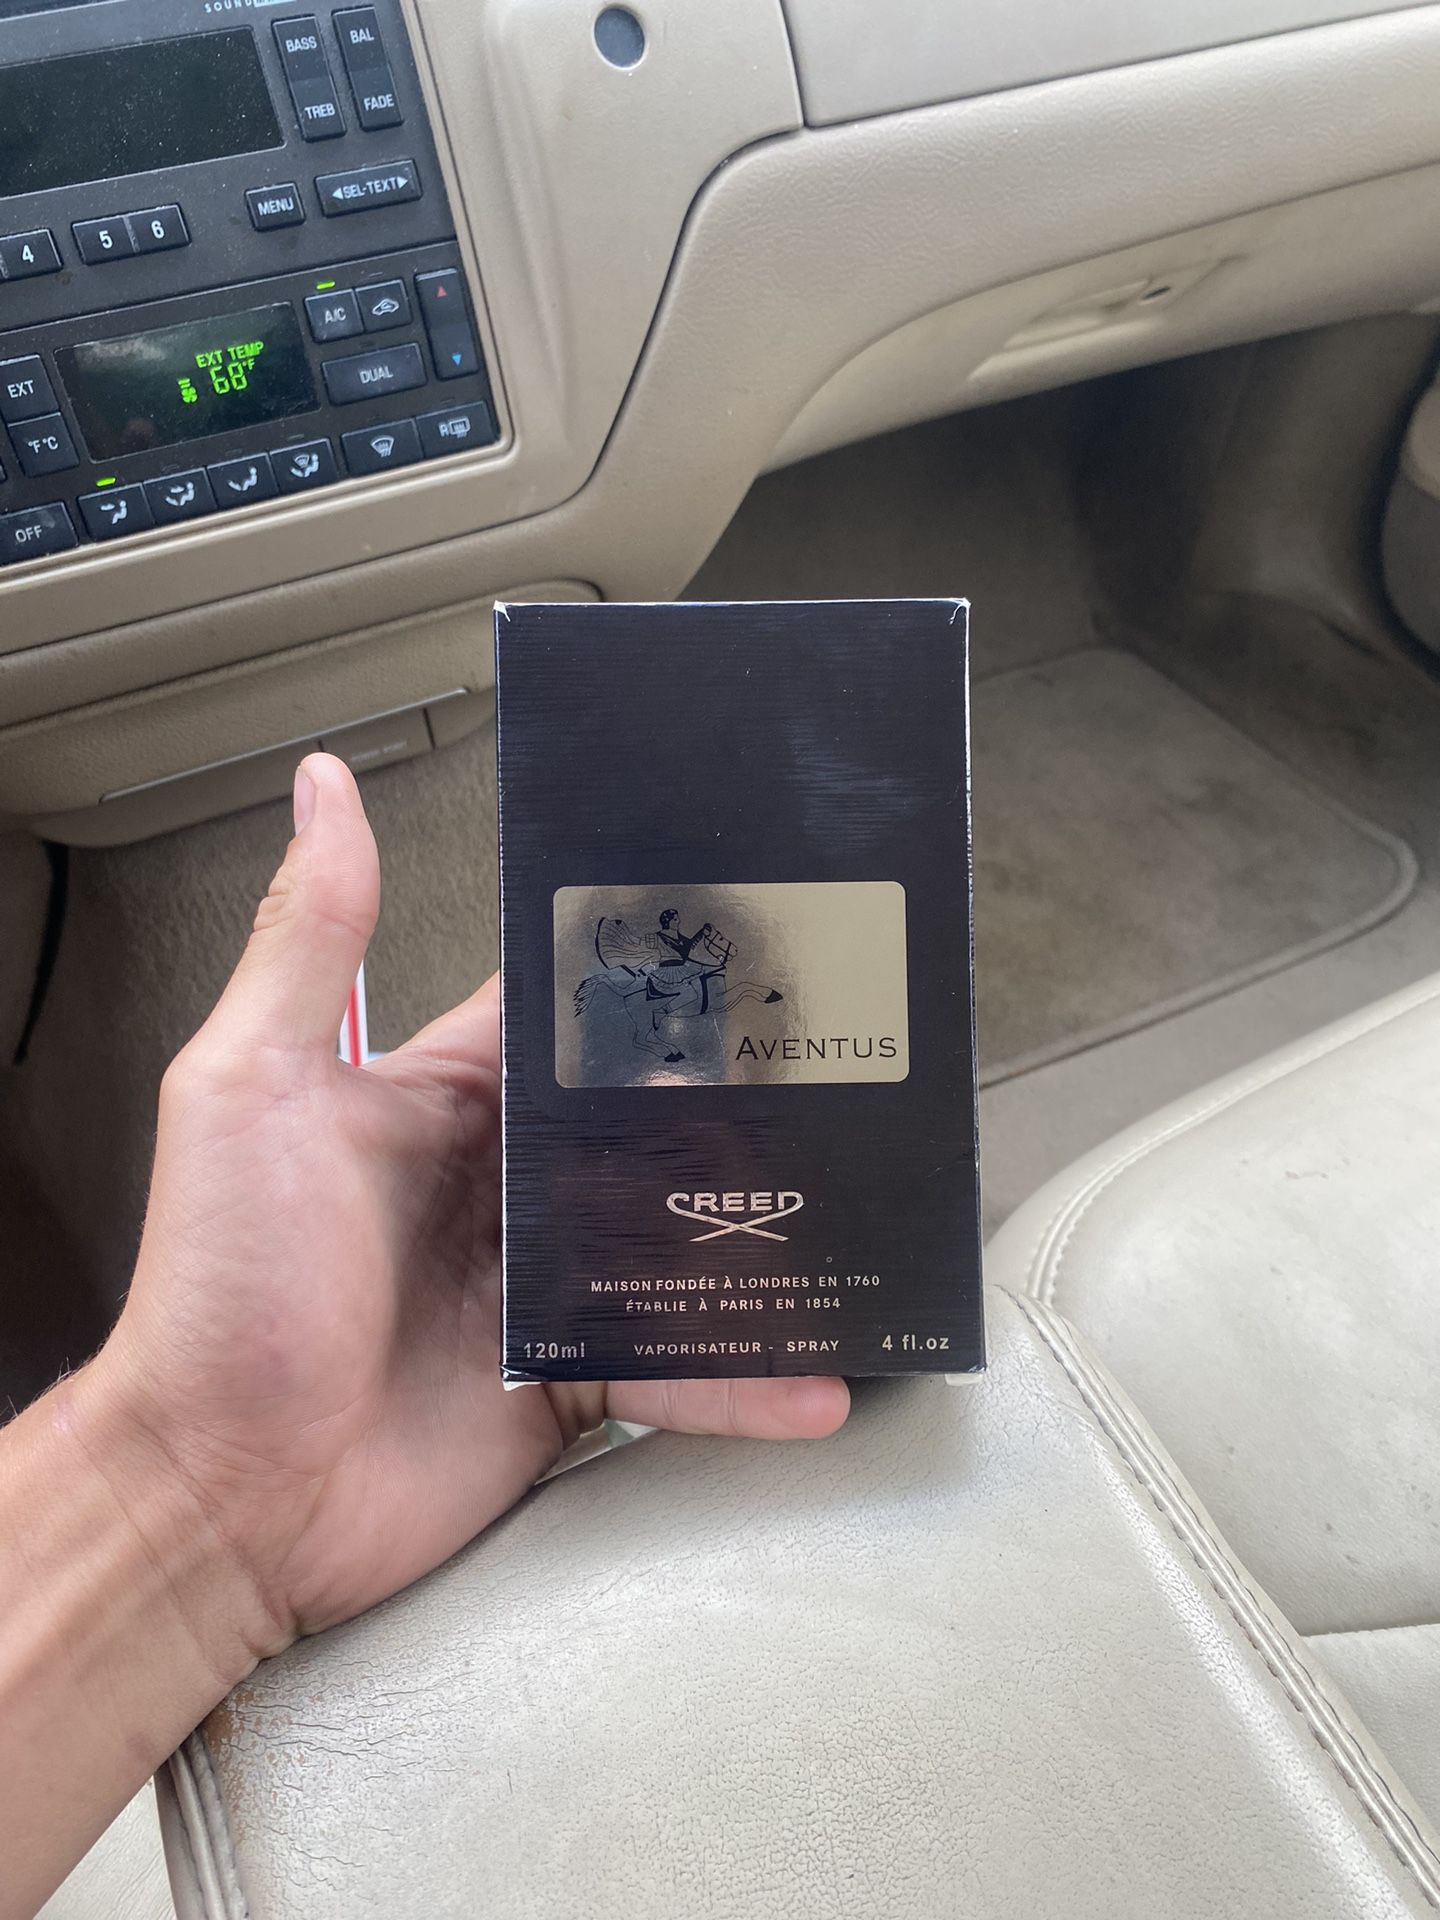 SOUND
BASS
BAL
TREB
FADE
MENU
◄SEL-TEXT►
4
5
6
EXT TEMP
68°F
A/C
EXT
DUAL
°F°C
R
OFF
AVENTUS
CREED
MAISON FONDÉE À LONDRES EN 1760
ÉTABLIE À PARIS EN 1854
120ml VAPORISATEUR - SPRAY 4 fl.oz